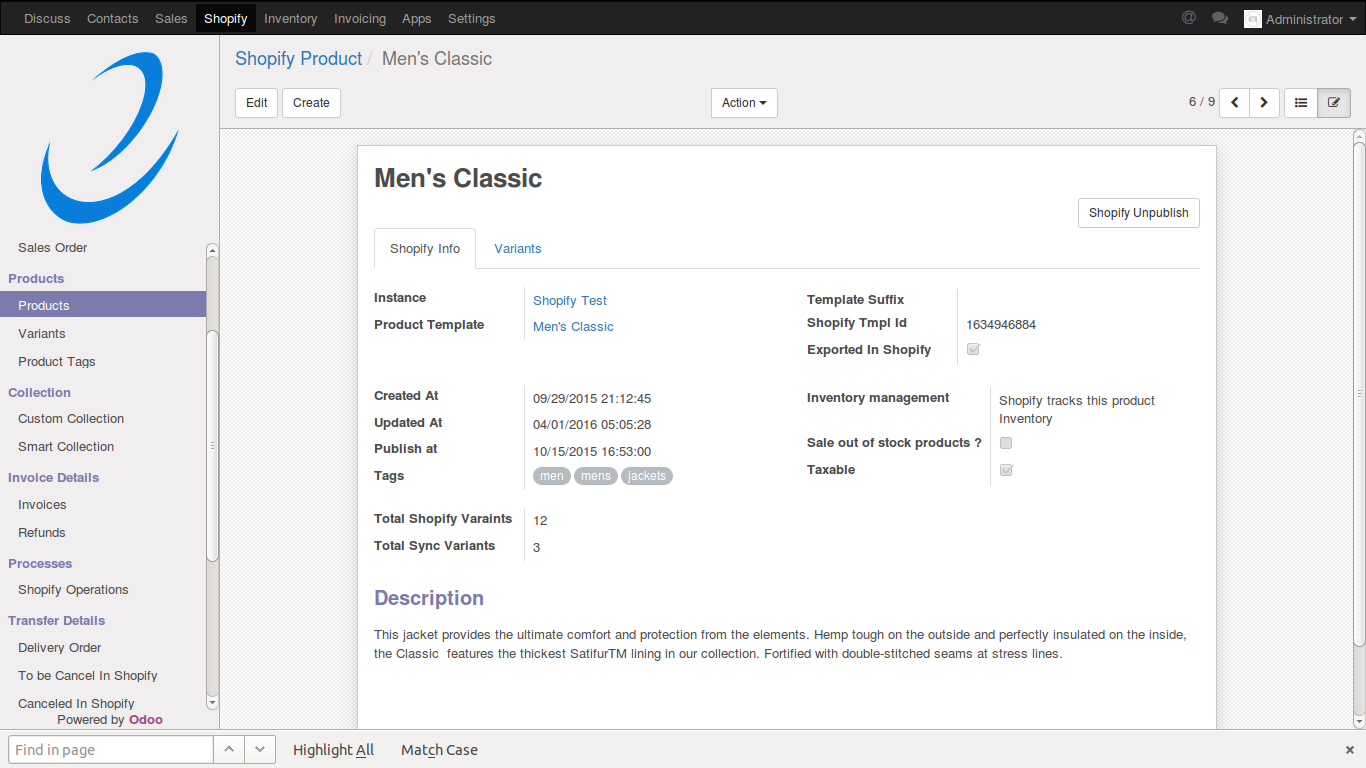 Discuss Contacts Sales Shopify Inventory Invoicing Apps Settings @ Administrator
Shopify Product / Men's Classic
Edit Create Action 6 / 9
Sales Order
Products
Products
Variants
Product Tags
Collection
Custom Collection
Smart Collection
Invoice Details
Invoices
Refunds
Processes
Shopify Operations
Transfer Details
Delivery Order
To be Cancel In Shopify
Canceled In Shopify
Powered by Odoo
Men's Classic
Shopify Unpublish
Shopify Info Variants
Instance Shopify Test
Product Template Men's Classic
Template Suffix
Shopify Tmpl Id 1634946884
Exported In Shopify
Created At 09/29/2015 21:12:45
Updated At 04/01/2016 05:05:28
Publish at 10/15/2015 16:53:00
Tags men mens jackets
Inventory management Shopify tracks this product
Inventory
Sale out of stock products ?
Taxable
Total Shopify Varaints 12
Total Sync Variants 3
Description
This jacket provides the ultimate comfort and protection from the elements. Hemp tough on the outside and perfectly insulated on the inside,
the Classic  features the thickest SatifurTM lining in our collection. Fortified with double-stitched seams at stress lines.
Find in page Highlight All Match Case